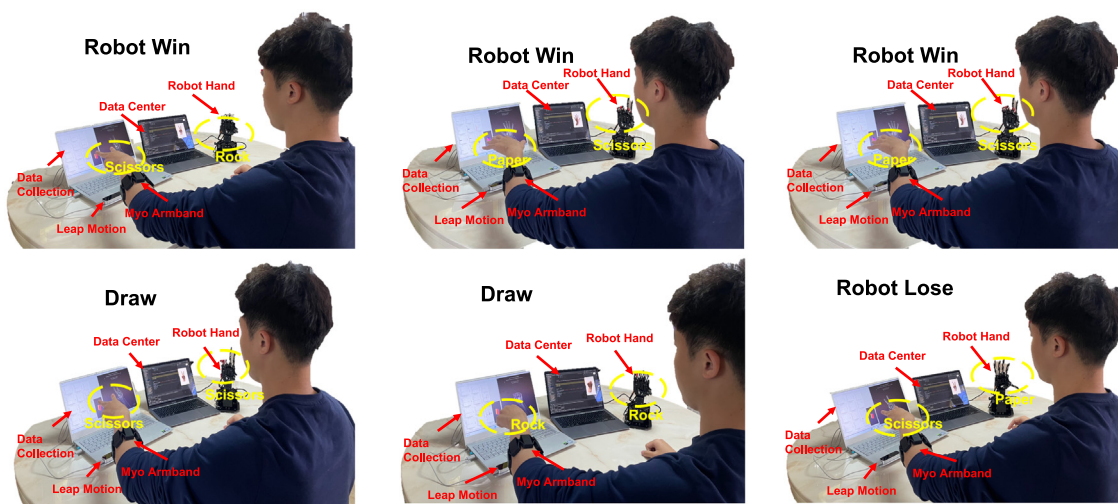 Robot Win
Robot Hand
Data Center
Scissors
Rock
Data
Collection
Myo Armband
Leap Motion
Robot Win
Robot Hand
Data Center
Paper
Scissors
Data
Collection
Myo Armband
Leap Motion
Robot Win
Robot Hand
Data Center
Paper
Scissors
Data
Collection
Myo Armband
Leap Motion
Draw
Robot Hand
Data Center
Scissors
Scissors
Data
Collection
Myo Armband
Leap Motion
Draw
Robot Hand
Data Center
Rock
Rock
Data
Collection
Myo Armband
Leap Motion
Robot Lose
Robot Hand
Data Center
Paper
Scissors
Data
Collection
Myo Armband
Leap Motion